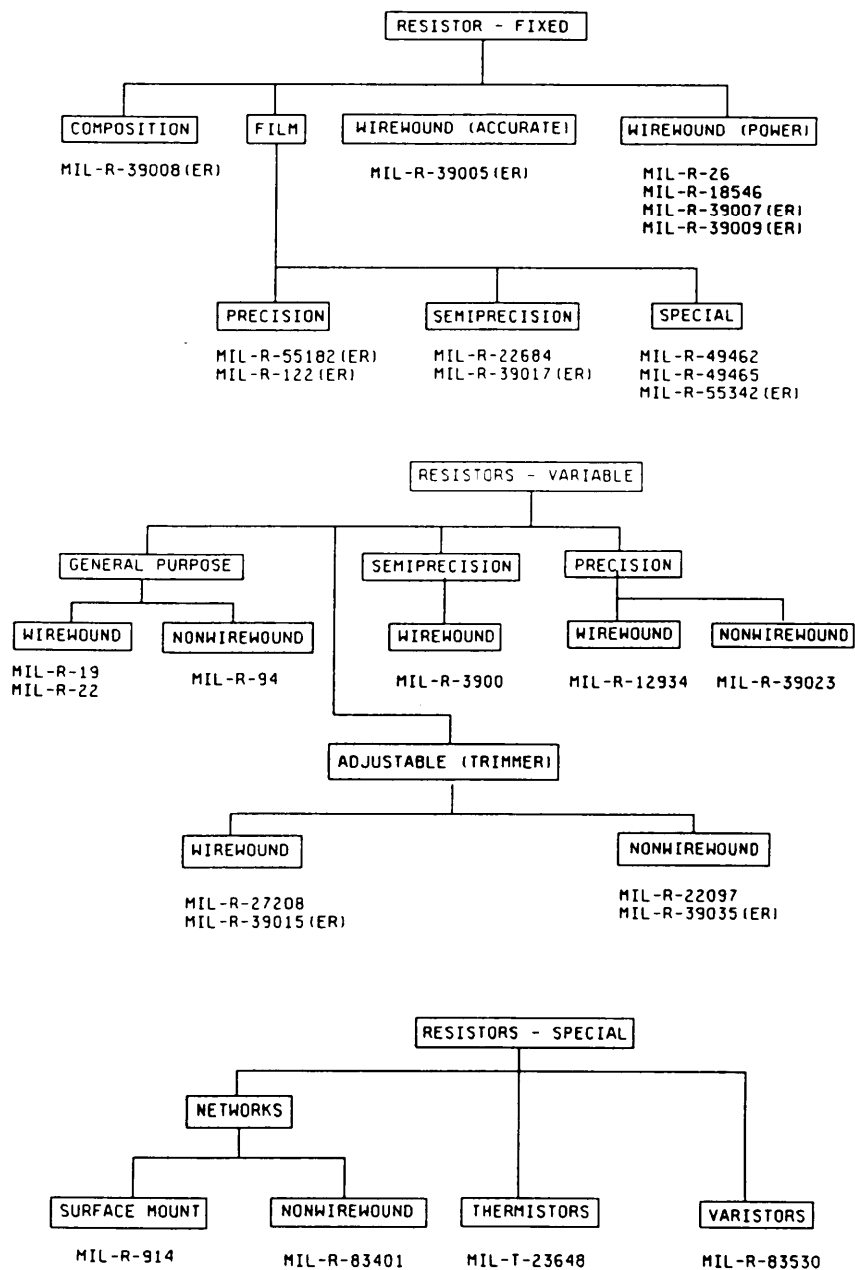 RESISTOR - FIXED
COMPOSITION
FILM
WIREWOUND (ACCURATE)
WIREWOUND (POWER)
MIL-R-39008(ER)
MIL-R-39005(ER)
MIL-R-26
MIL-R-18546
MIL-R-39007(ER)
MIL-R-39009(ER)
PRECISION
SEMIPRECISION
SPECIAL
MIL-R-55182(ER)
MIL-R-122(ER)
MIL-R-22684
MIL-R-39017(ER)
MIL-R-49462
MIL-R-49465
MIL-R-55342(ER)
RESISTORS - VARIABLE
GENERAL PURPOSE
SEMIPRECISION
PRECISION
WIREWOUND
NONWIREWOUND
WIREWOUND
WIREWOUND
NONWIREWOUND
MIL-R-19
MIL-R-22
MIL-R-94
MIL-R-3900
MIL-R-12934
MIL-R-39023
ADJUSTABLE (TRIMMER)
WIREWOUND
NONWIREWOUND
MIL-R-27208
MIL-R-39015(ER)
MIL-R-22097
MIL-R-39035(ER)
RESISTORS - SPECIAL
NETWORKS
SURFACE MOUNT
NONWIREWOUND
THERMISTORS
VARISTORS
MIL-R-914
MIL-R-83401
MIL-T-23648
MIL-R-83530